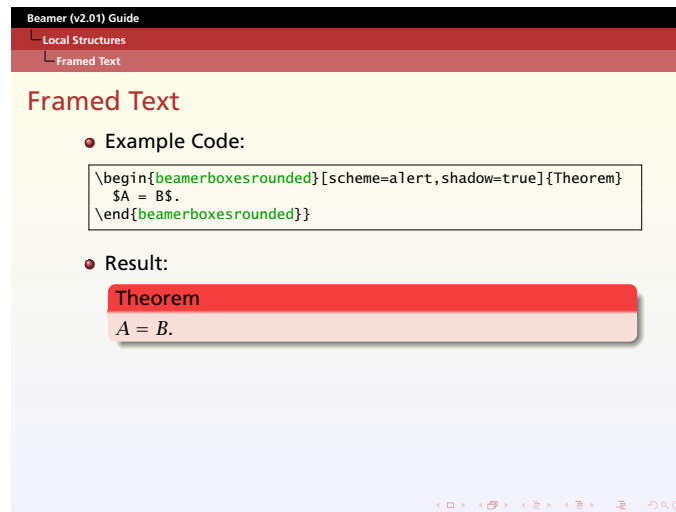 Beamer (v2.01) Guide
Local Structures
Framed Text
Framed Text
Example Code:
\begin{beamerboxesrounded}[scheme=alert,shadow=true]{Theorem}
$A = B$.
\end{beamerboxesrounded}}
Result:
Theorem
A = B.